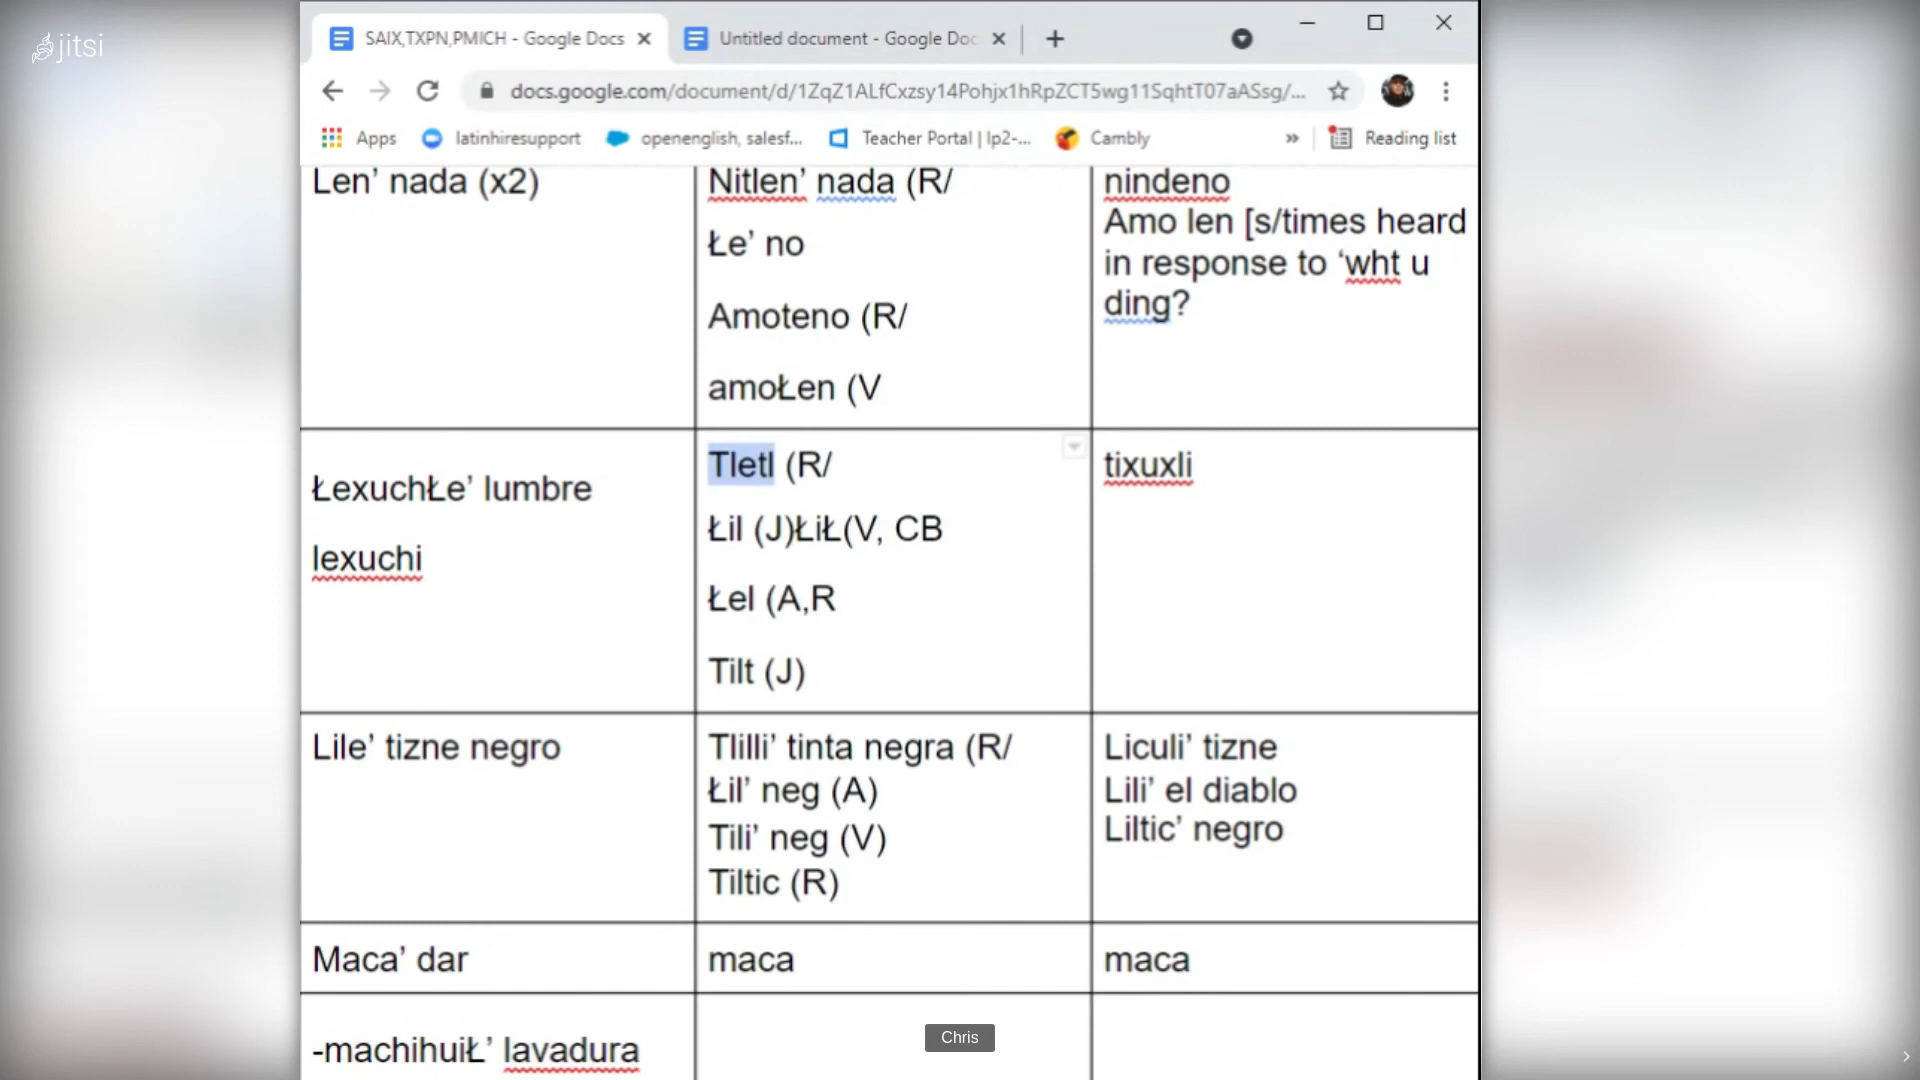 jitsi
SAIX,TXPN,PMICH - Google Docs
Untitled document - Google Doc
docs.google.com/document/d/1ZqZ1ALfCxzsy14Pohjx1hRpZCT5wg11SqhtT07aASsg/...
Apps
latinhiresupport
openenglish, salesf...
Teacher Portal | lp2-...
Cambly
»
Reading list
Len’ nada (x2)
Nitlen’ nada (R/
Łe’ no
Amoteno (R/
amoŁen (V
nindeno
Amo len [s/times heard
in response to ‘wht u
ding?
ŁexuchŁe’ lumbre
lexuchi
Tletl (R/
Łil (J)ŁiŁ(V, CB
Łel (A,R
Tilt (J)
tixuxli
Lile’ tizne negro
Tlilli’ tinta negra (R/
Łil’ neg (A)
Tili’ neg (V)
Tiltic (R)
Liculi’ tizne
Lili’ el diablo
Liltic’ negro
Maca’ dar
maca
maca
-machihuiŁ’ lavadura
Chris